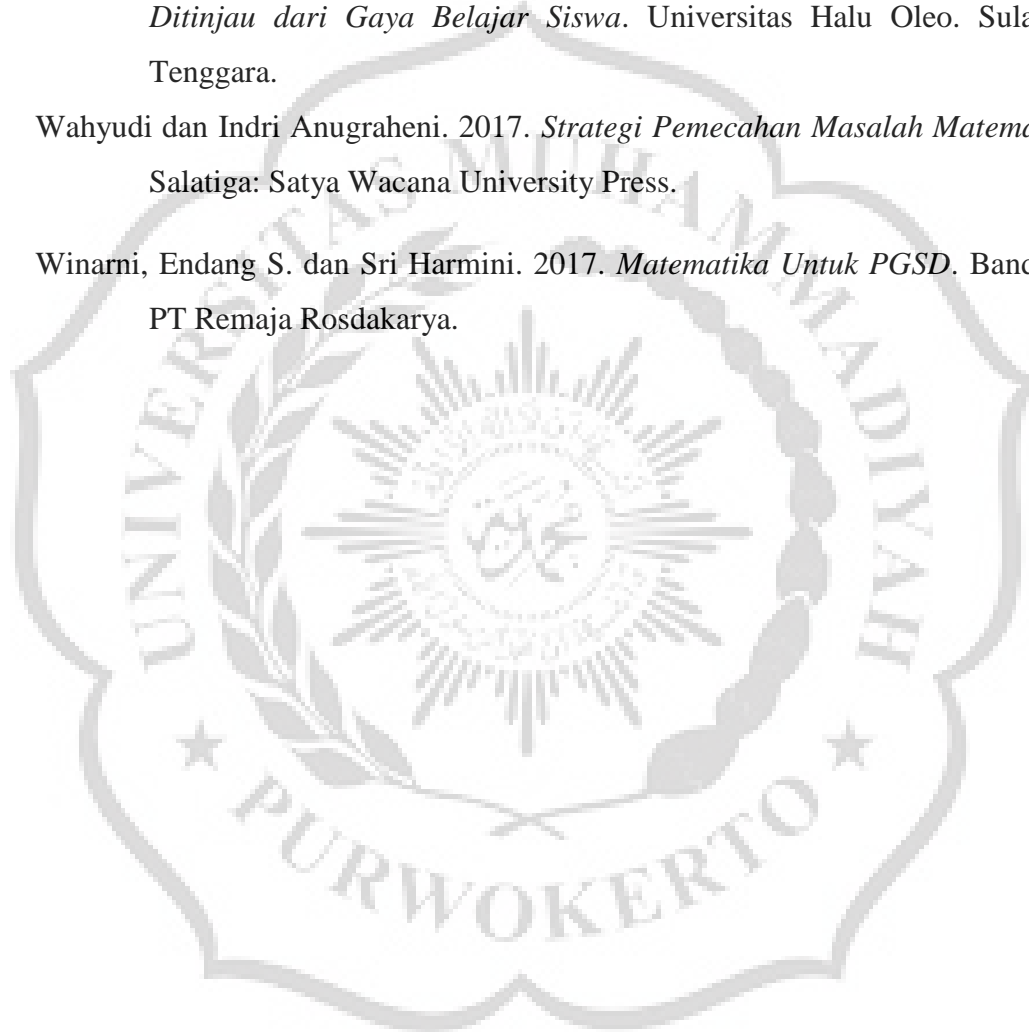 Ditinjau dari Gaya Belajar Siswa. Universitas Halu Oleo. Sula
Tenggara.
Wahyudi dan Indri Anugraheni. 2017. Strategi Pemecahan Masalah Matema
Salatiga: Satya Wacana University Press.
Winarni, Endang S. dan Sri Harmini. 2017. Matematika Untuk PGSD. Band
PT Remaja Rosdakarya.
UNIVERSITAS MUHAMMADIYAH
★ PURWOKERTO ★